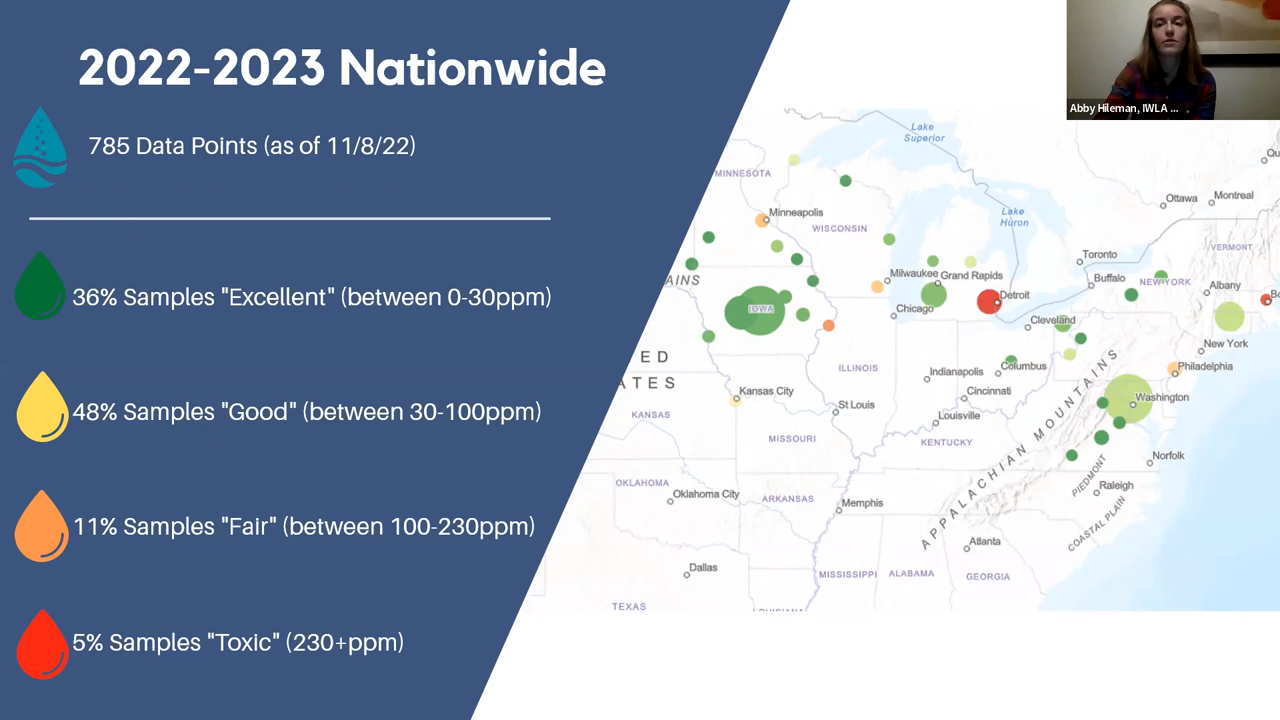 2022-2023 Nationwide
785 Data Points (as of 11/8/22)
36% Samples "Excellent" (between 0-30ppm)
48% Samples "Good" (between 30-100ppm)
11% Samples "Fair" (between 100-230ppm)
5% Samples "Toxic" (230+ppm)
Abby Hileman, IWLA ...
Lake
Superior
MINNESOTA
Minneapolis
WISCONSIN
Lake
Huron
Ottawa
Montreal
Qu
Toronto
VERMONT
Buffalo
NEW YORK
Albany
AINS
Milwaukee
Grand Rapids
Detroit
Chicago
IOWA
Cleveland
New York
E D
ATES
ILLINOIS
Indianapolis
Columbus
Philadelphia
Kansas City
Cincinnati
Washington
St Louis
Louisville
KANSAS
MISSOURI
KENTUCKY
APPALACHIAN MOUNTAINS
Norfolk
PIEDMONT
Raleigh
COASTAL PLAIN
OKLAHOMA
Oklahoma City
ARKANSAS
Memphis
Atlanta
Dallas
MISSISSIPPI
ALABAMA
GEORGIA
TEXAS
LOUISIANA